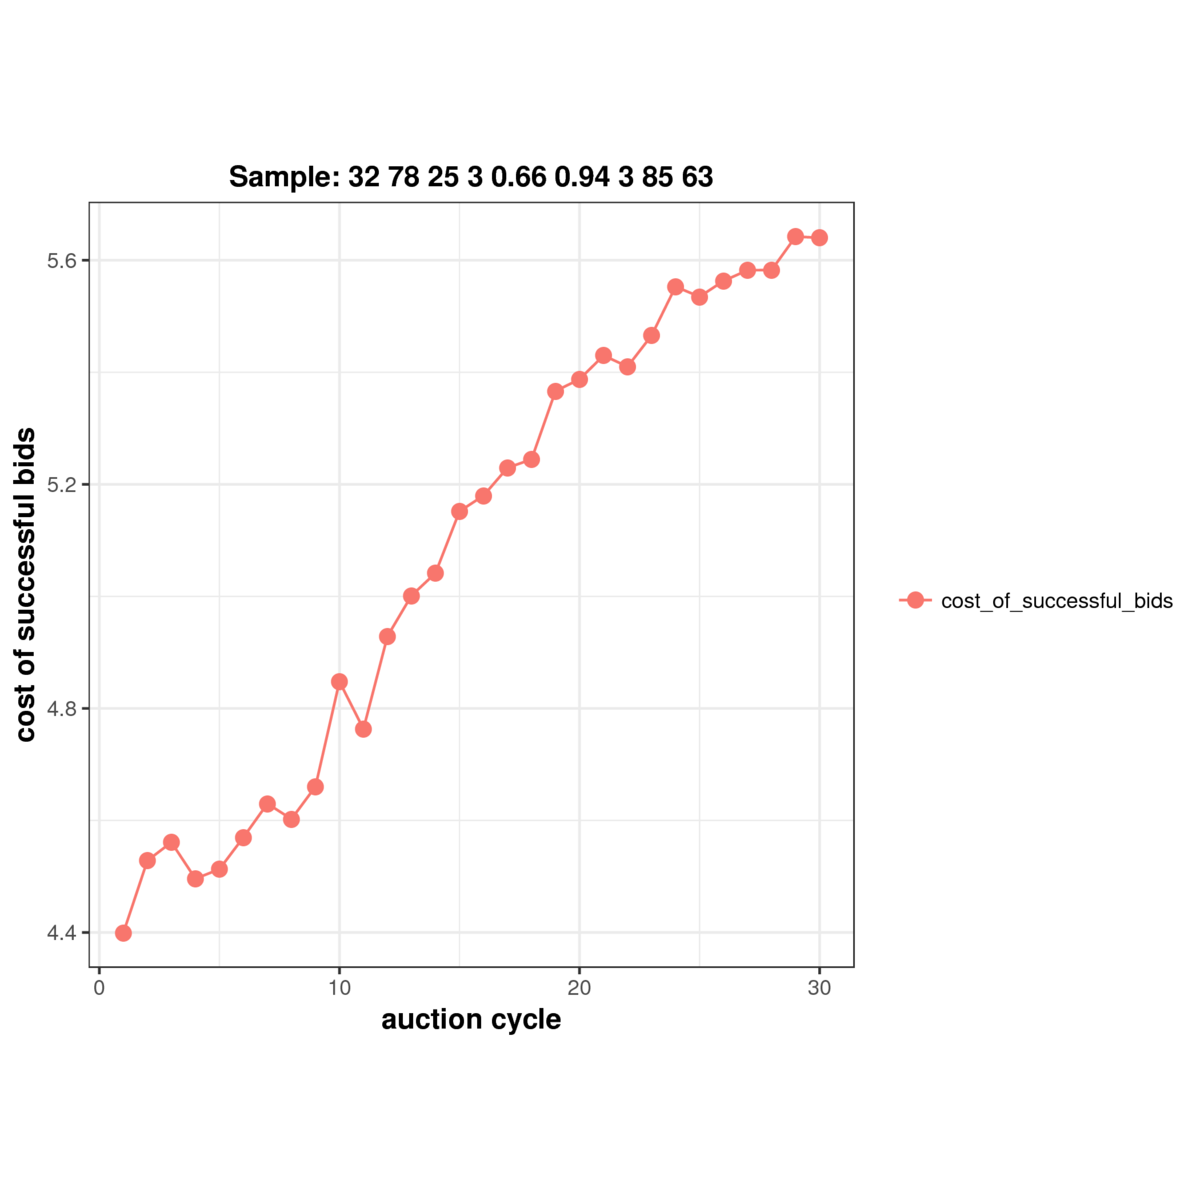 Sample: 32 78 25 3 0.66 0.94 3 85 63
5.6
5.2
4.8
4.4
cost of successful bids
0 10 20 30
auction cycle
cost_of_successful_bids